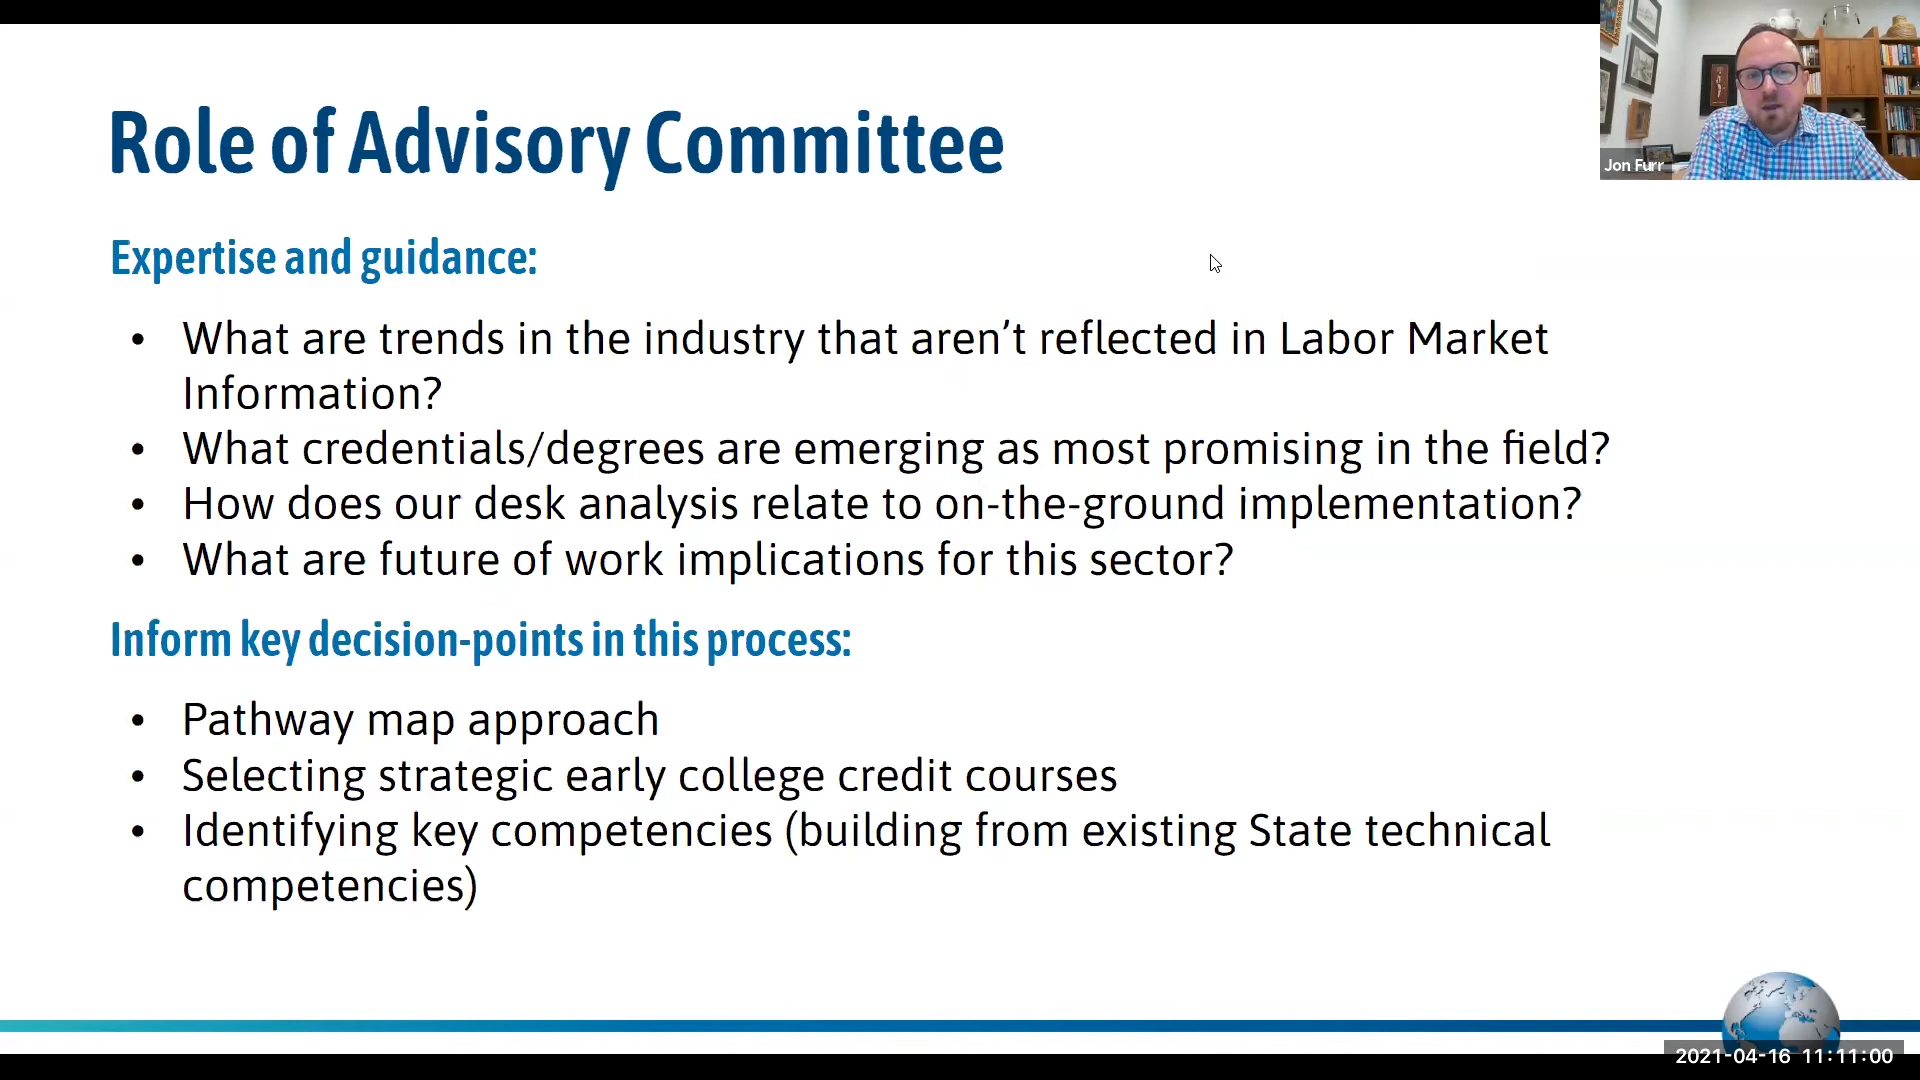 Role of Advisory Committee
Jon Furr
Expertise and guidance:
• What are trends in the industry that aren’t reflected in Labor Market
Information?
• What credentials/degrees are emerging as most promising in the field?
• How does our desk analysis relate to on-the-ground implementation?
• What are future of work implications for this sector?
Inform key decision-points in this process:
• Pathway map approach
• Selecting strategic early college credit courses
• Identifying key competencies (building from existing State technical
competencies)
2021-04-16 11:11:00